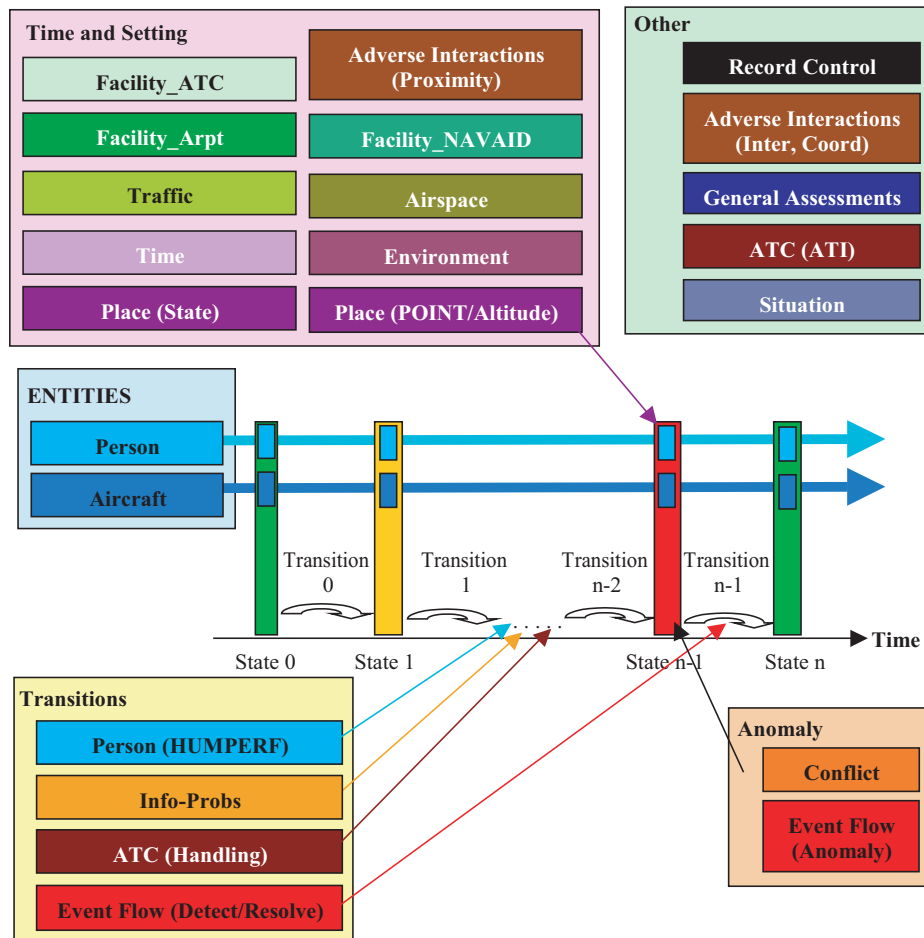 Time and Setting
Facility_ATC
Adverse Interactions
(Proximity)
Facility_Arpt
Facility_NAVAID
Traffic
Airspace
Time
Environment
Place (State)
Place (POINT/Altitude)
Other
Record Control
Adverse Interactions
(Inter, Coord)
General Assessments
ATC (ATI)
Situation
ENTITIES
Person
Aircraft
Transition
0
Transition
1
Transition
n-2
Transition
n-1
. . . . . .
Time
State 0
State 1
State n-1
State n
Transitions
Person (HUMPERF)
Info-Probs
ATC (Handling)
Event Flow (Detect/Resolve)
Anomaly
Conflict
Event Flow
(Anomaly)